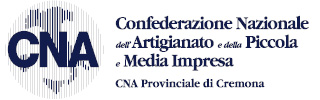 CNA
Confederazione Nazionale
dell'Artigianato e della Piccola
e Media Impresa
CNA Provinciale di Cremona